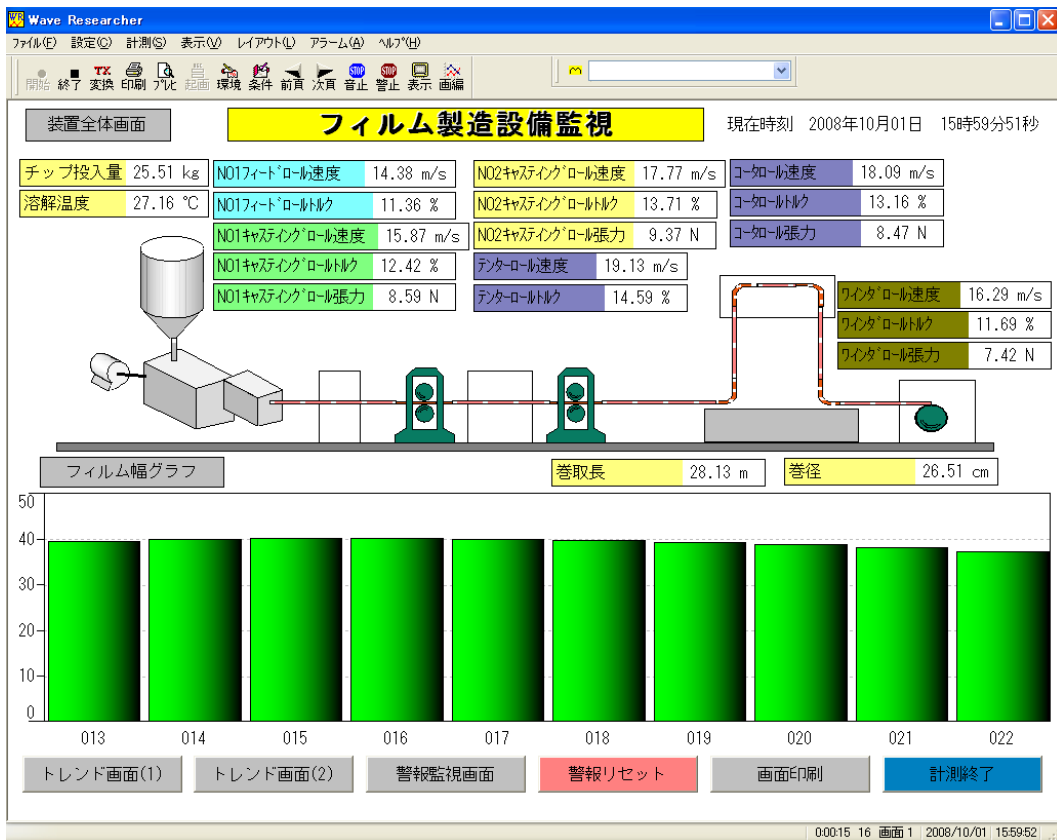 Wave Researcher
ファイル(F) 設定(C) 計測(S) 表示(V) レイアウト(L) アラーム(A) ヘルプ(H)
開始 終了 変換 印刷 プレビ 起画 環境 条件 前頁 次頁 音止 警止 表示 画編
TX STOP STOP
装置全体画面
フィルム製造設備監視
現在時刻 2008年10月01日 15時59分51秒
チップ投入量 25.51 kg
溶解温度 27.16 ℃
NO1フィードロール速度 14.38 m/s
NO1フィードロールトルク 11.36 %
NO1キャスティングロール速度 15.87 m/s
NO1キャスティングロールトルク 12.42 %
NO1キャスティングロール張力 8.59 N
NO2キャスティングロール速度 17.77 m/s
NO2キャスティングロールトルク 13.71 %
NO2キャスティングロール張力 9.37 N
テンターロール速度 19.13 m/s
テンターロールトルク 14.59 %
コータロール速度 18.09 m/s
コータロールトルク 13.16 %
コータロール張力 8.47 N
ワインダロール速度 16.29 m/s
ワインダロールトルク 11.69 %
ワインダロール張力 7.42 N
フィルム幅グラフ
巻取長 28.13 m
巻径 26.51 cm
50
40
30
20
10
0
013 014 015 016 017 018 019 020 021 022
トレンド画面(1) トレンド画面(2) 警報監視画面 警報リセット 画面印刷 計測終了
0:00:15 16 画面1 2008/10/01 15:59:52